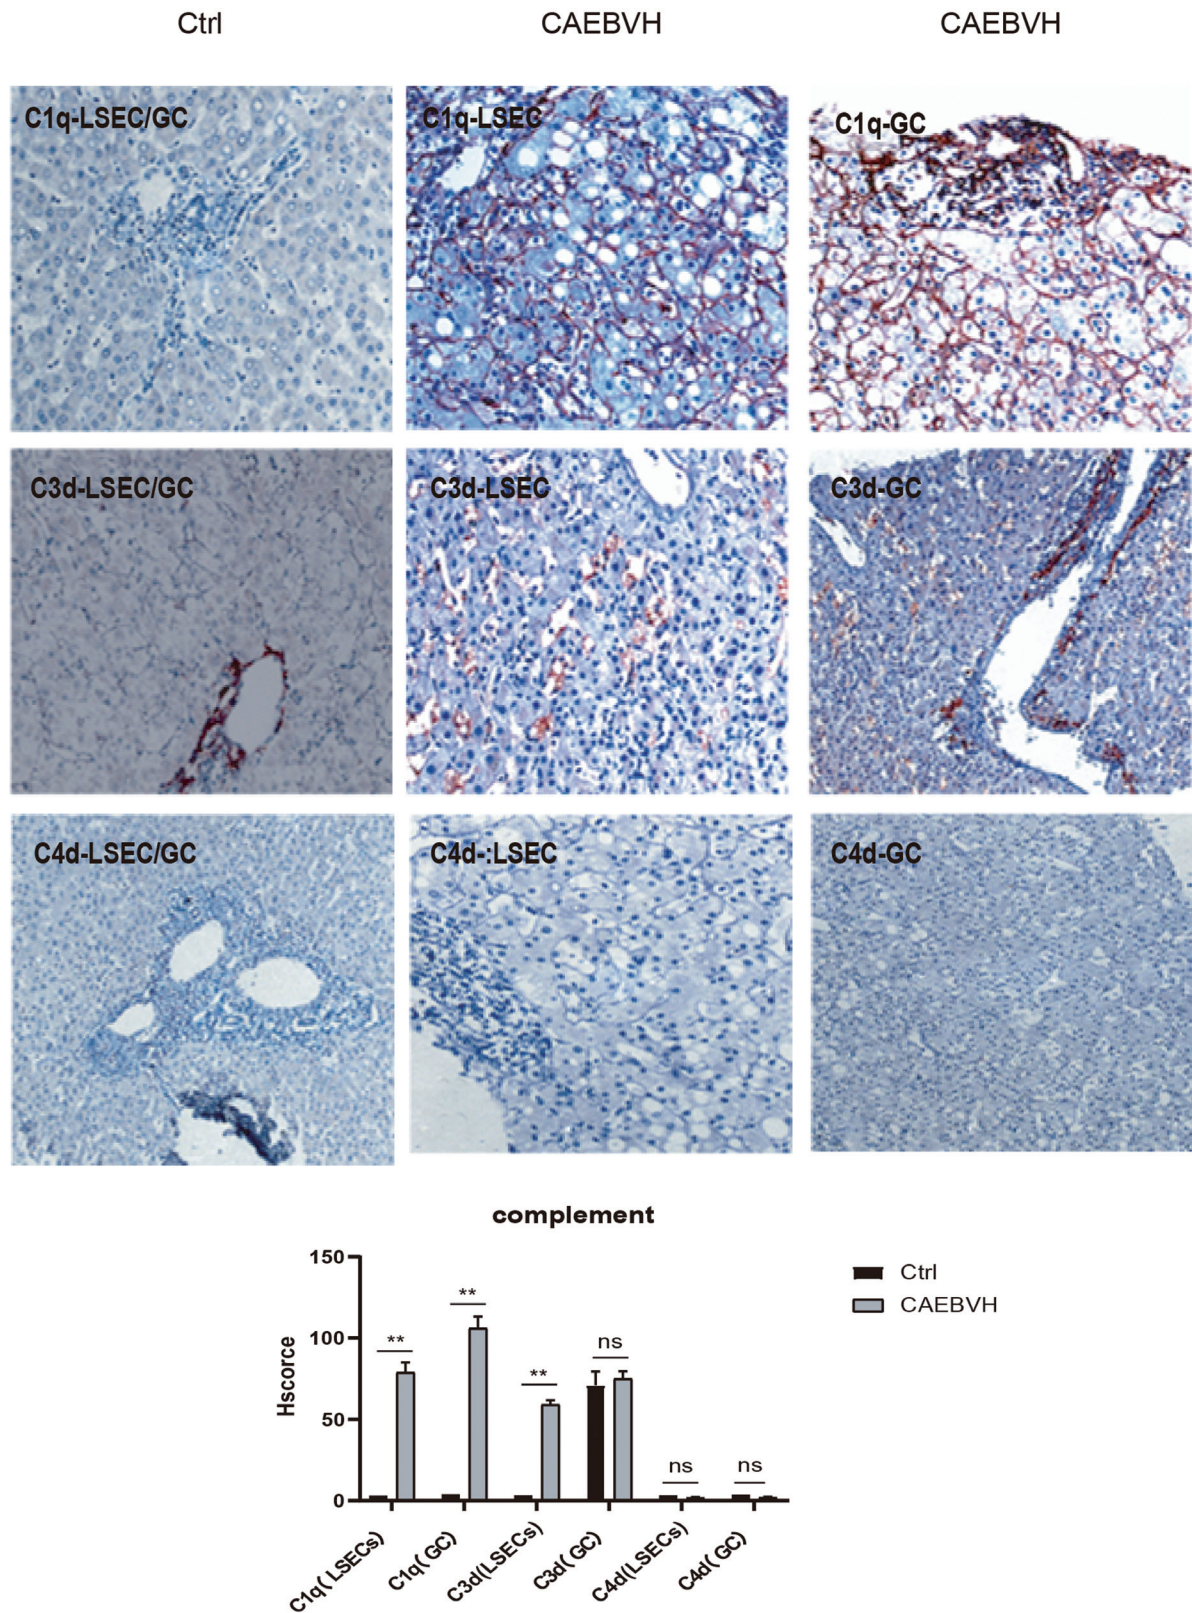 Ctrl CAEBVH CAEBVH
C1q-LSEC/GC C1q-LSEC C1q-GC
C3d-LSEC/GC C3d-LSEC C3d-GC
C4d-LSEC/GC C4d-:LSEC C4d-GC
complement
150
100
50
0
Hscorce
** ** ** ns ns ns
Ctrl
CAEBVH
C1q( LSECs) C1q(GC) C3d(LSECs) C3d(GC) C4d(LSECs) C4d(GC)